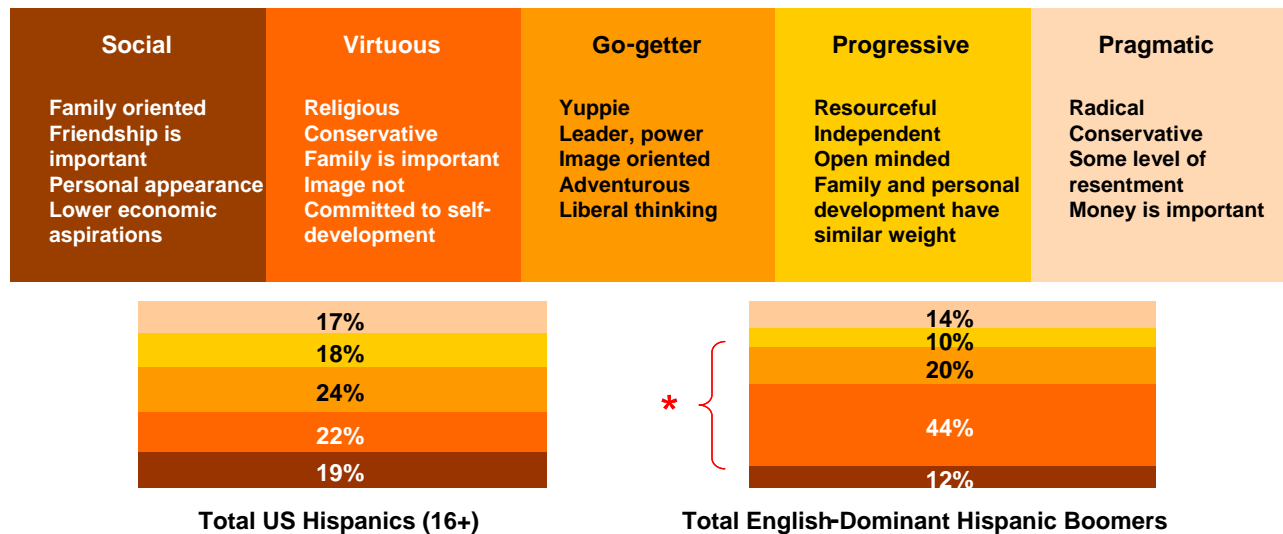 Social
Family oriented
Friendship is
important
Personal appearance
Lower economic
aspirations
Virtuous
Religious
Conservative
Family is important
Image not
Committed to self-
development
Go-getter
Yuppie
Leader, power
Image oriented
Adventurous
Liberal thinking
Progressive
Resourceful
Independent
Open minded
Family and personal
development have
similar weight
Pragmatic
Radical
Conservative
Some level of
resentment
Money is important
17%
18%
24%
22%
19%
Total US Hispanics (16+)
*
14%
10%
20%
44%
12%
Total English-Dominant Hispanic Boomers